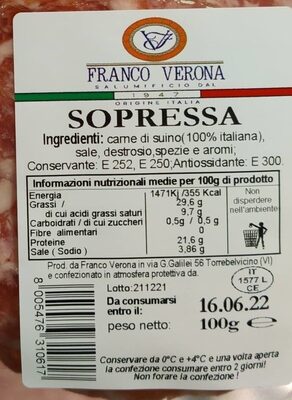 FRANCO VERONA
SALUMIFICIO DAL
1947
ORIGINE ITALIA
SOPRESSA
Ingredienti: carne di suino(100% italiana),
sale, destrosio,spezie e aromi;
Conservante: E 252, E 250;Antiossidante: E 300.
Informazioni nutrizionali medie per 100g di prodotto
Energia 1471Kj /355 Kcal
Grassi / 29,6 g
di cui acidi grassi saturi 9,7 g
Carboidrati / di cui zuccheri 0,5g / 0,5 g
Fibre alimentari 0
Proteine 21,6 g
Sale ( Sodio ) 3,86 g
Non
disperdere
nell'ambiente
Prod. da Franco Verona in via G.Galilei 56 Torrebelvicino (VI)
e confezionato in atmosfera protettiva da.
IT
1577 L
CE
Lotto:211221
Da consumarsi
entro il: 16.06.22
peso netto: 100g e
Conservare da 0°C e +4°C e una volta aperta
la confezione consumare entro 2 giorni!
Non forare la confezione !
8 005476 310617